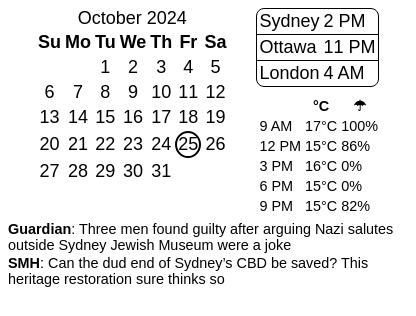 October 2024
Su Mo Tu We Th Fr Sa
1 2 3 4 5
6 7 8 9 10 11 12
13 14 15 16 17 18 19
20 21 22 23 24 25 26
27 28 29 30 31
Sydney 2 PM
Ottawa 11 PM
London 4 AM
°C ☂
9 AM 17°C 100%
12 PM 15°C 86%
3 PM 16°C 0%
6 PM 15°C 0%
9 PM 15°C 82%
Guardian: Three men found guilty after arguing Nazi salutes
outside Sydney Jewish Museum were a joke
SMH: Can the dud end of Sydney’s CBD be saved? This
heritage restoration sure thinks so